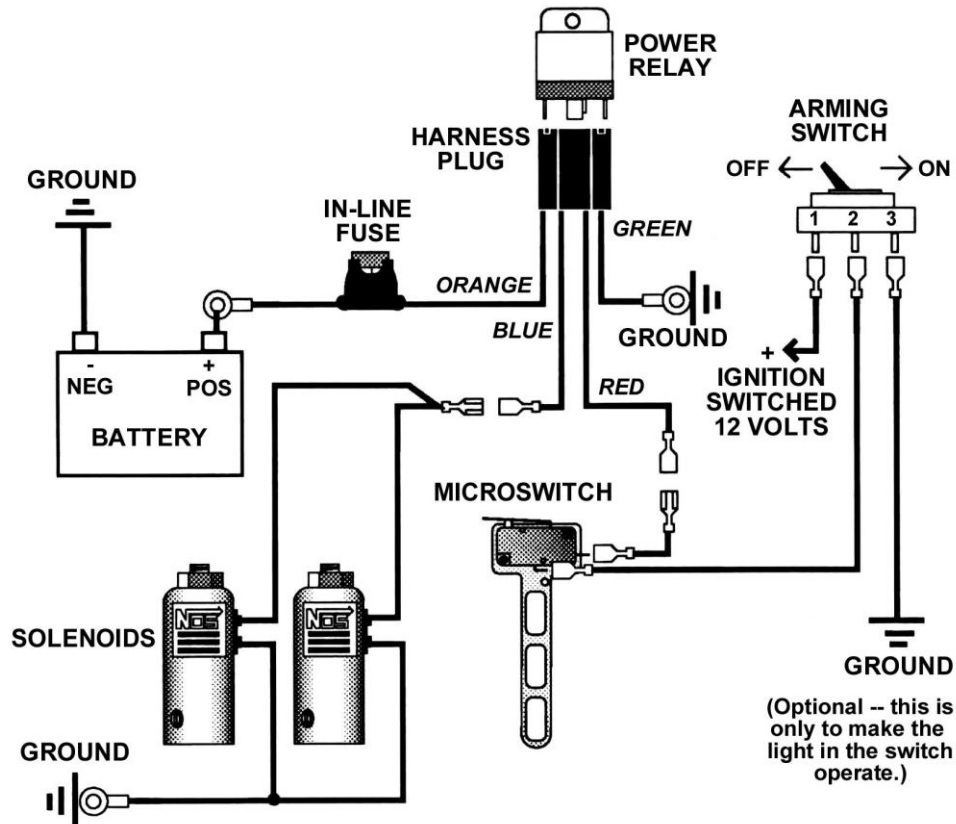 POWER
RELAY
ARMING
SWITCH
OFF
ON
1 2 3
HARNESS
PLUG
GROUND
IN-LINE
FUSE
GREEN
ORANGE
BLUE
GROUND
RED
+
IGNITION
SWITCHED
12 VOLTS
- +
NEG POS
BATTERY
MICROSWITCH
SOLENOIDS
NOS
NOS
GROUND
GROUND
(Optional -- this is
only to make the
light in the switch
operate.)